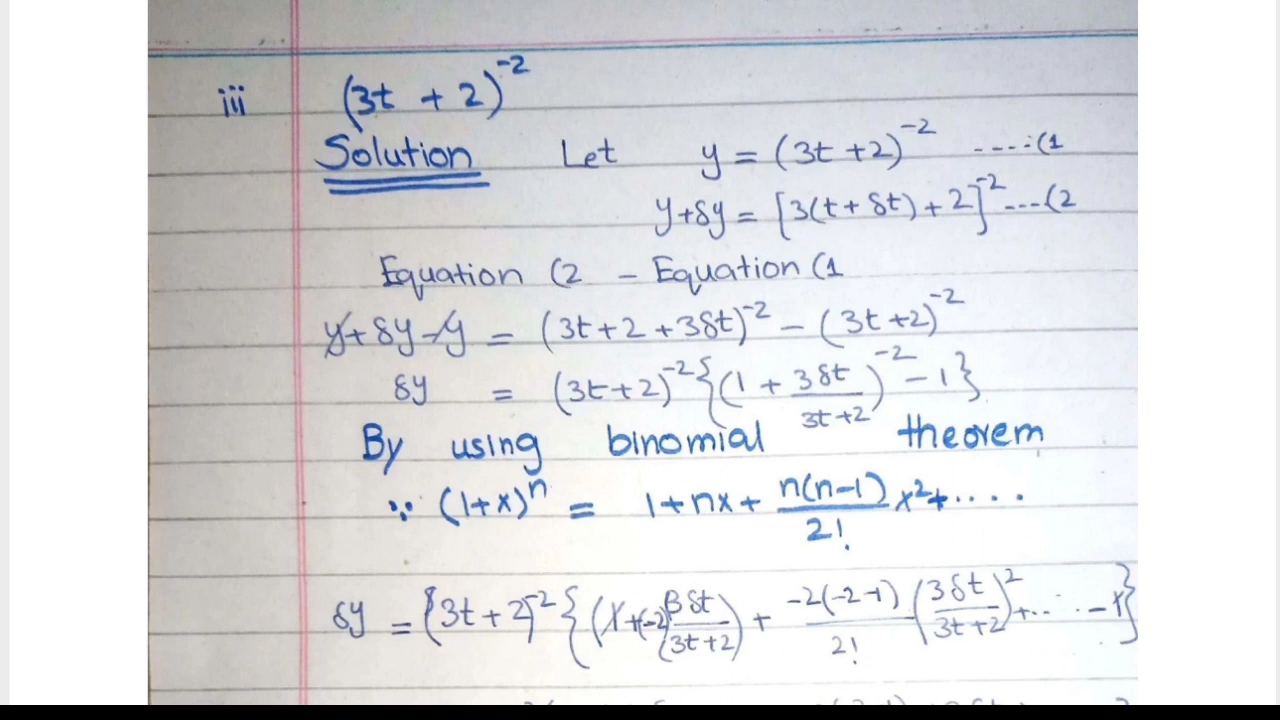 iii (3t + 2)^-2
Solution Let y = (3t + 2)^-2 ....(1
y+δy = [3(t + δt) + 2]^-2 ...(2
Equation (2 - Equation (1
y + δy - y = (3t + 2 + 3δt)^-2 - (3t + 2)^-2
δy = (3t + 2)^-2 {(1 + 3δt/3t+2)^-2 - 1}
By using binomial theorem
∵ (1+x)^n = 1 + nx + n(n-1)/2! x^2 + ....
δy = {3t + 2}^-2 {(1 + (-2)(3δt/(3t+2)) + -2(-2-1)/2! (3δt/3t+2)^2 + ... - 1}